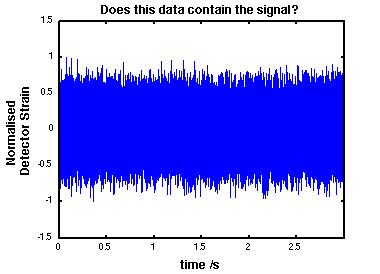 Does this data contain the signal?
1.5
1
0.5
0
-0.5
-1
-1.5
Normalised
Detector Strain
0 0.5 1 1.5 2 2.5
time /s